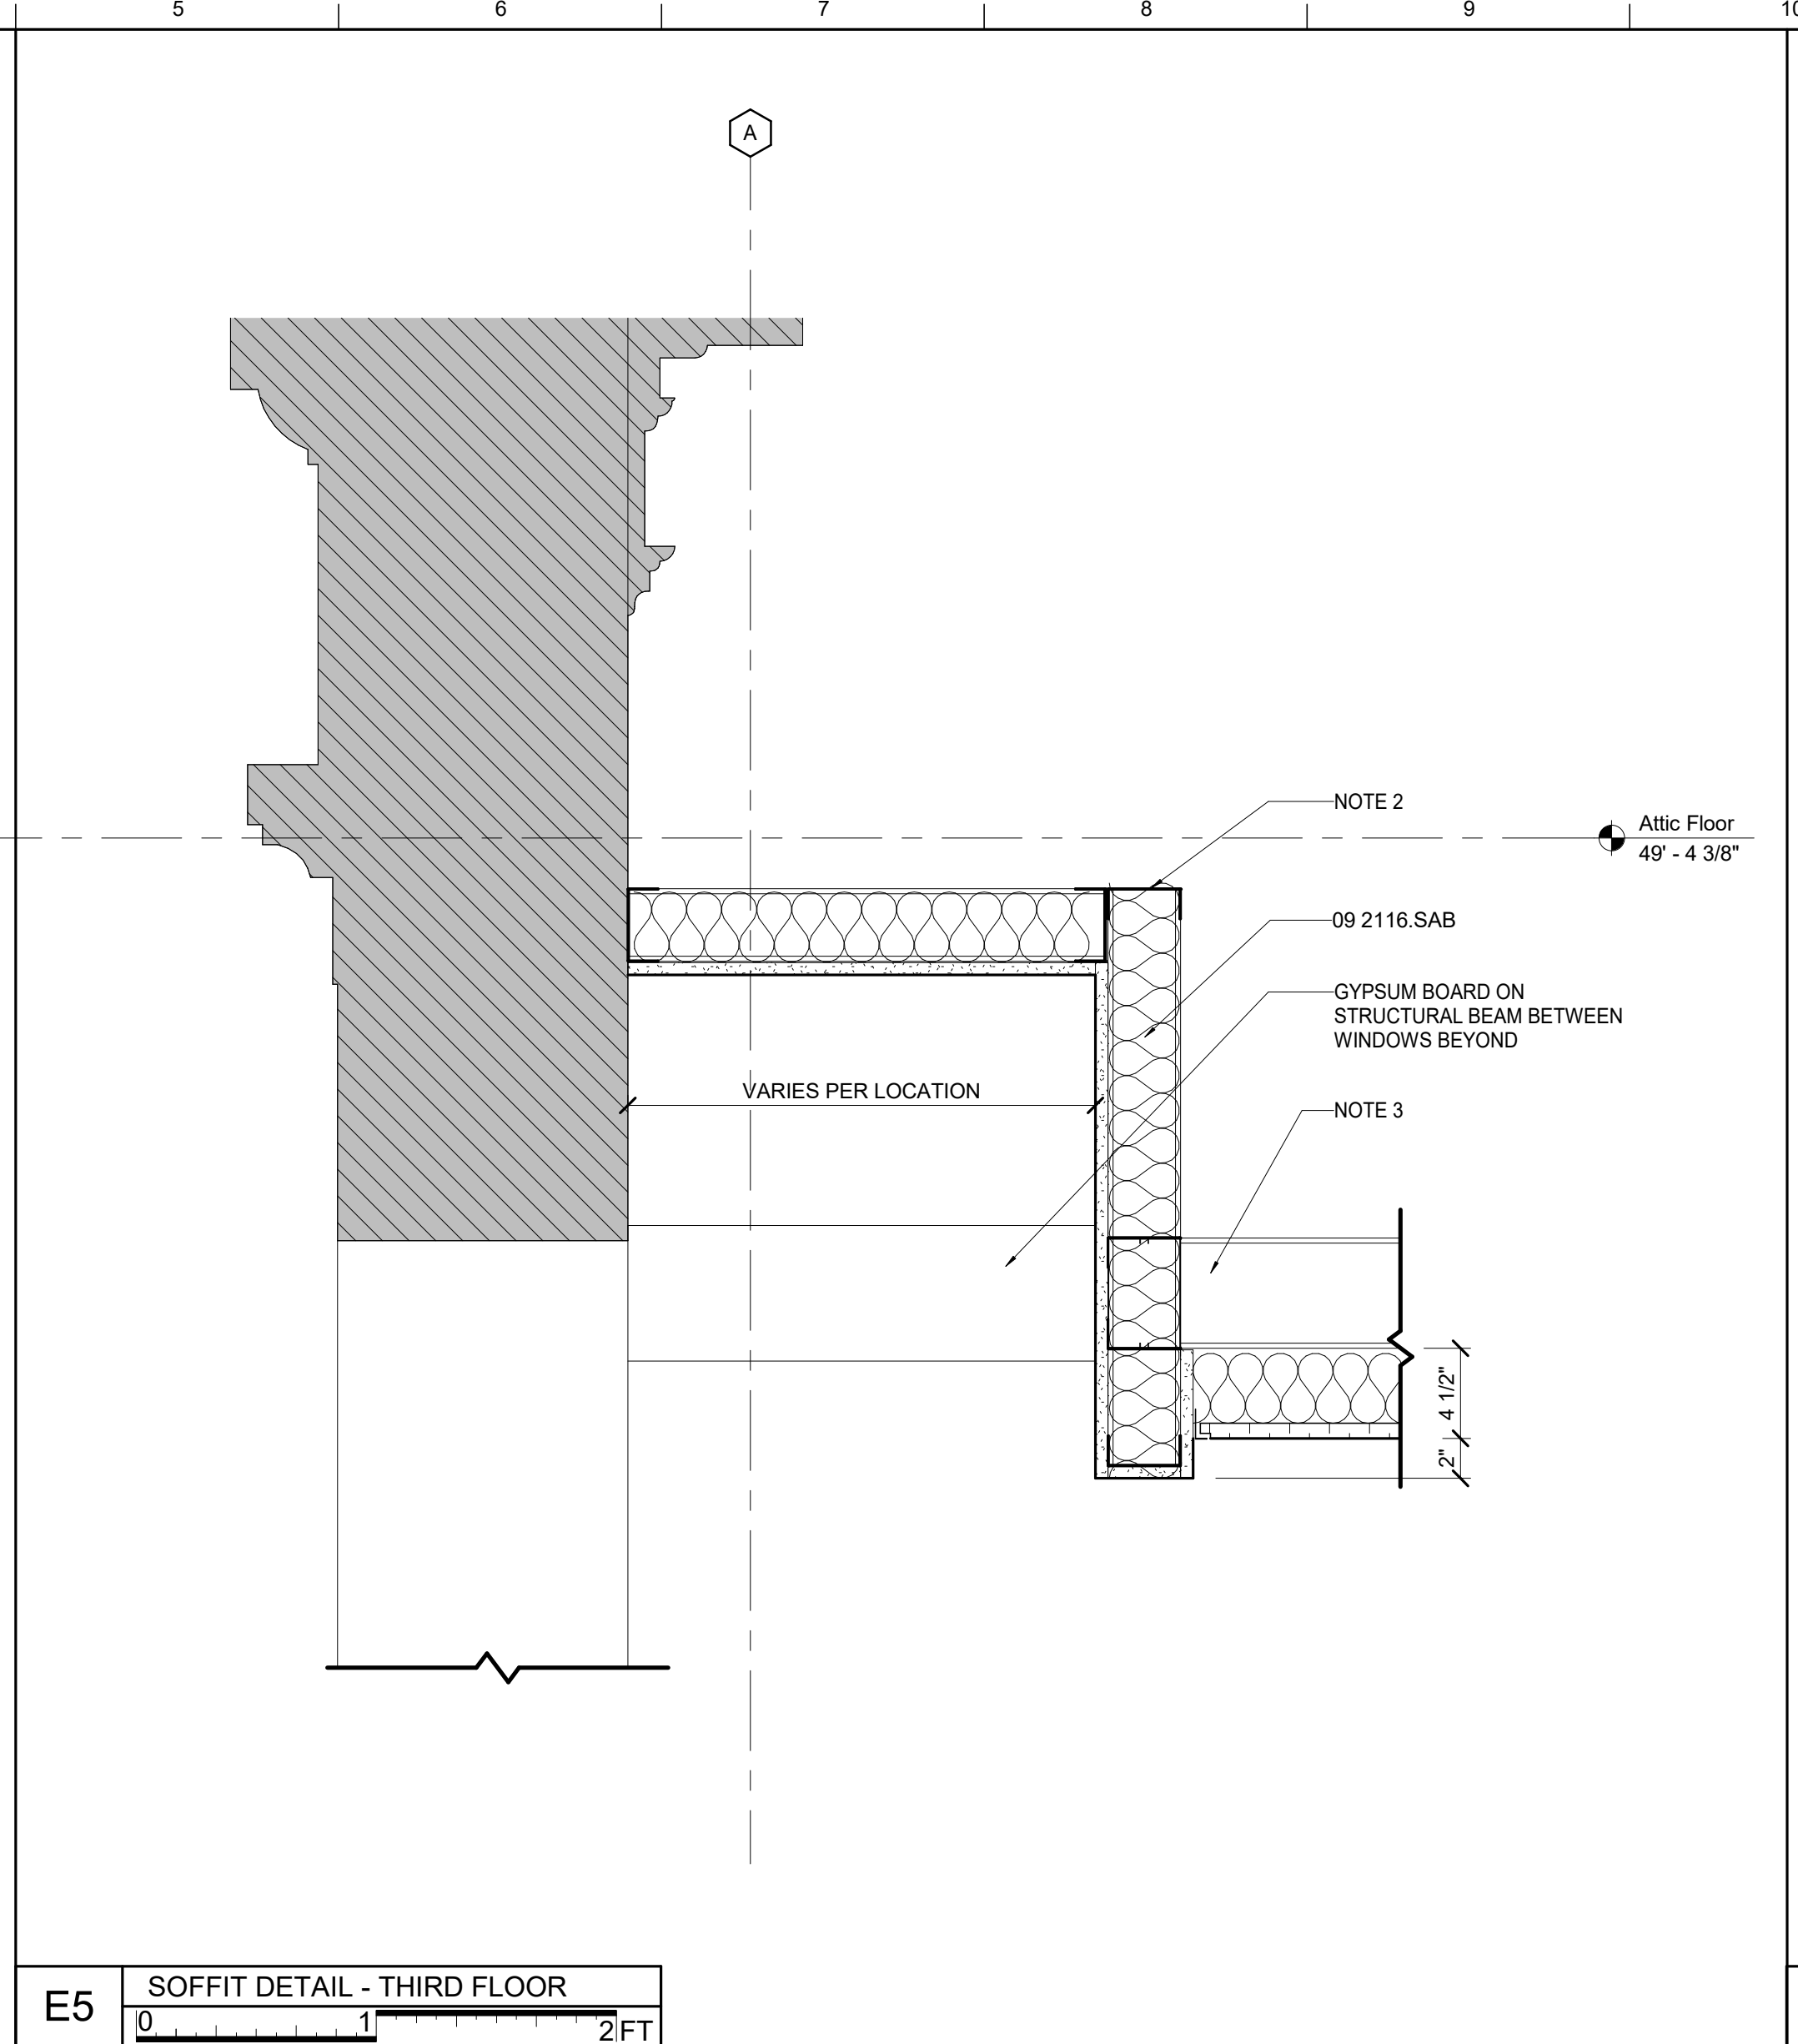 5 6 7 8 9 10
A
NOTE 2
Attic Floor
49' - 4 3/8"
09 2116.SAB
GYPSUM BOARD ON
STRUCTURAL BEAM BETWEEN
WINDOWS BEYOND
VARIES PER LOCATION
NOTE 3
4 1/2"
2"
E5
SOFFIT DETAIL - THIRD FLOOR
0 1 2 FT